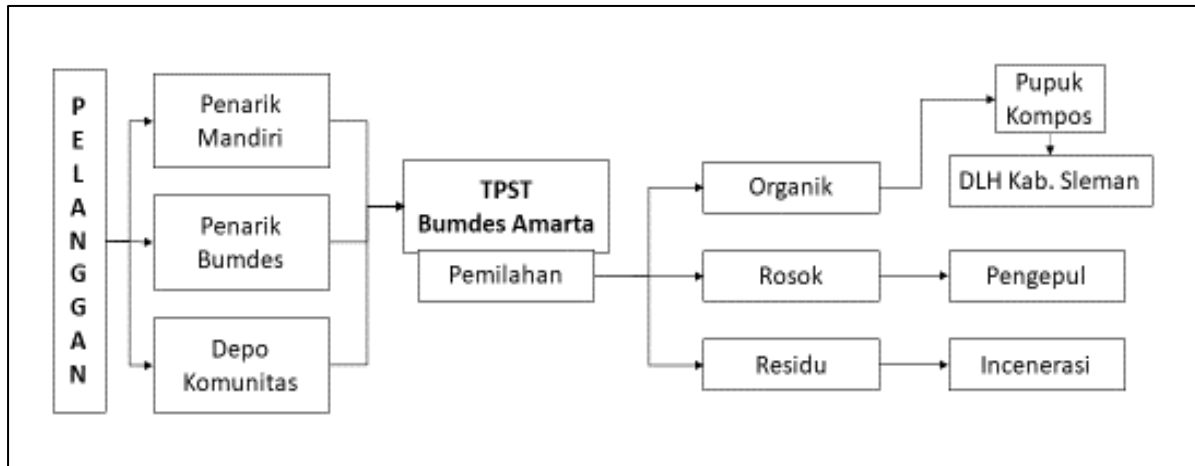 PELANGGAN
Penarik
Mandiri
Penarik
Bumdes
Depo
Komunitas
TPST
Bumdes Amarta
Pemilahan
Organik
Rosok
Residu
Pupuk
Kompos
DLH Kab. Sleman
Pengepul
Incenerasi